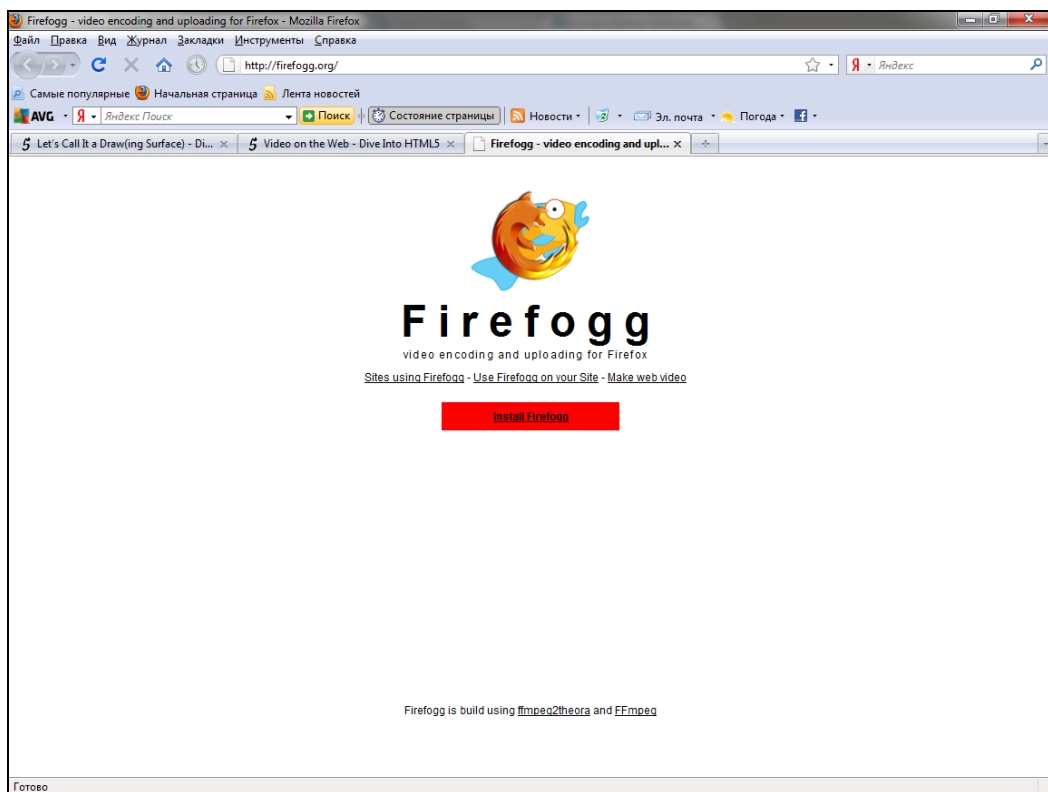 Firefogg - video encoding and uploading for Firefox - Mozilla Firefox
Файл Правка Вид Журнал Закладки Инструменты Справка
http://firefogg.org/ Я Яндекс
Самые популярные Начальная страница Лента новостей
AVG Я Яндекс Поиск Поиск Состояние страницы Новости Эл. почта Погода
5 Let's Call It a Draw(ing Surface) - Di... 5 Video on the Web - Dive Into HTML5 Firefogg - video encoding and upl...
Firefogg
video encoding and uploading for Firefox
Sites using Firefogg - Use Firefogg on your Site - Make web video
Install Firefogg
Firefogg is build using ffmpeg2theora and FFmpeg
Готово